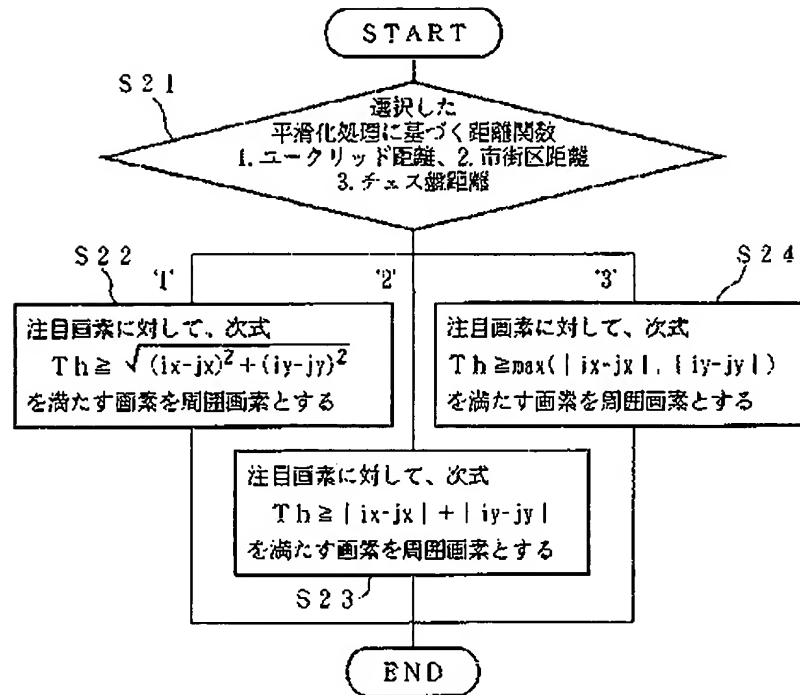 START
S21
選択した
平滑化処理に基づく距離関数
1. ユークリッド距離、2. 市街区距離
3. チェス盤距離
S22
'1'
'2'
'3'
S24
注目画素に対して、次式
Th ≧ √(ix-jx)²+(iy-jy)²
を満たす画素を周囲画素とする
注目画素に対して、次式
Th ≧ max(|ix-jx|, |iy-jy|)
を満たす画素を周囲画素とする
注目画素に対して、次式
Th ≧ |ix-jx| + |iy-jy|
を満たす画素を周囲画素とする
S23
END